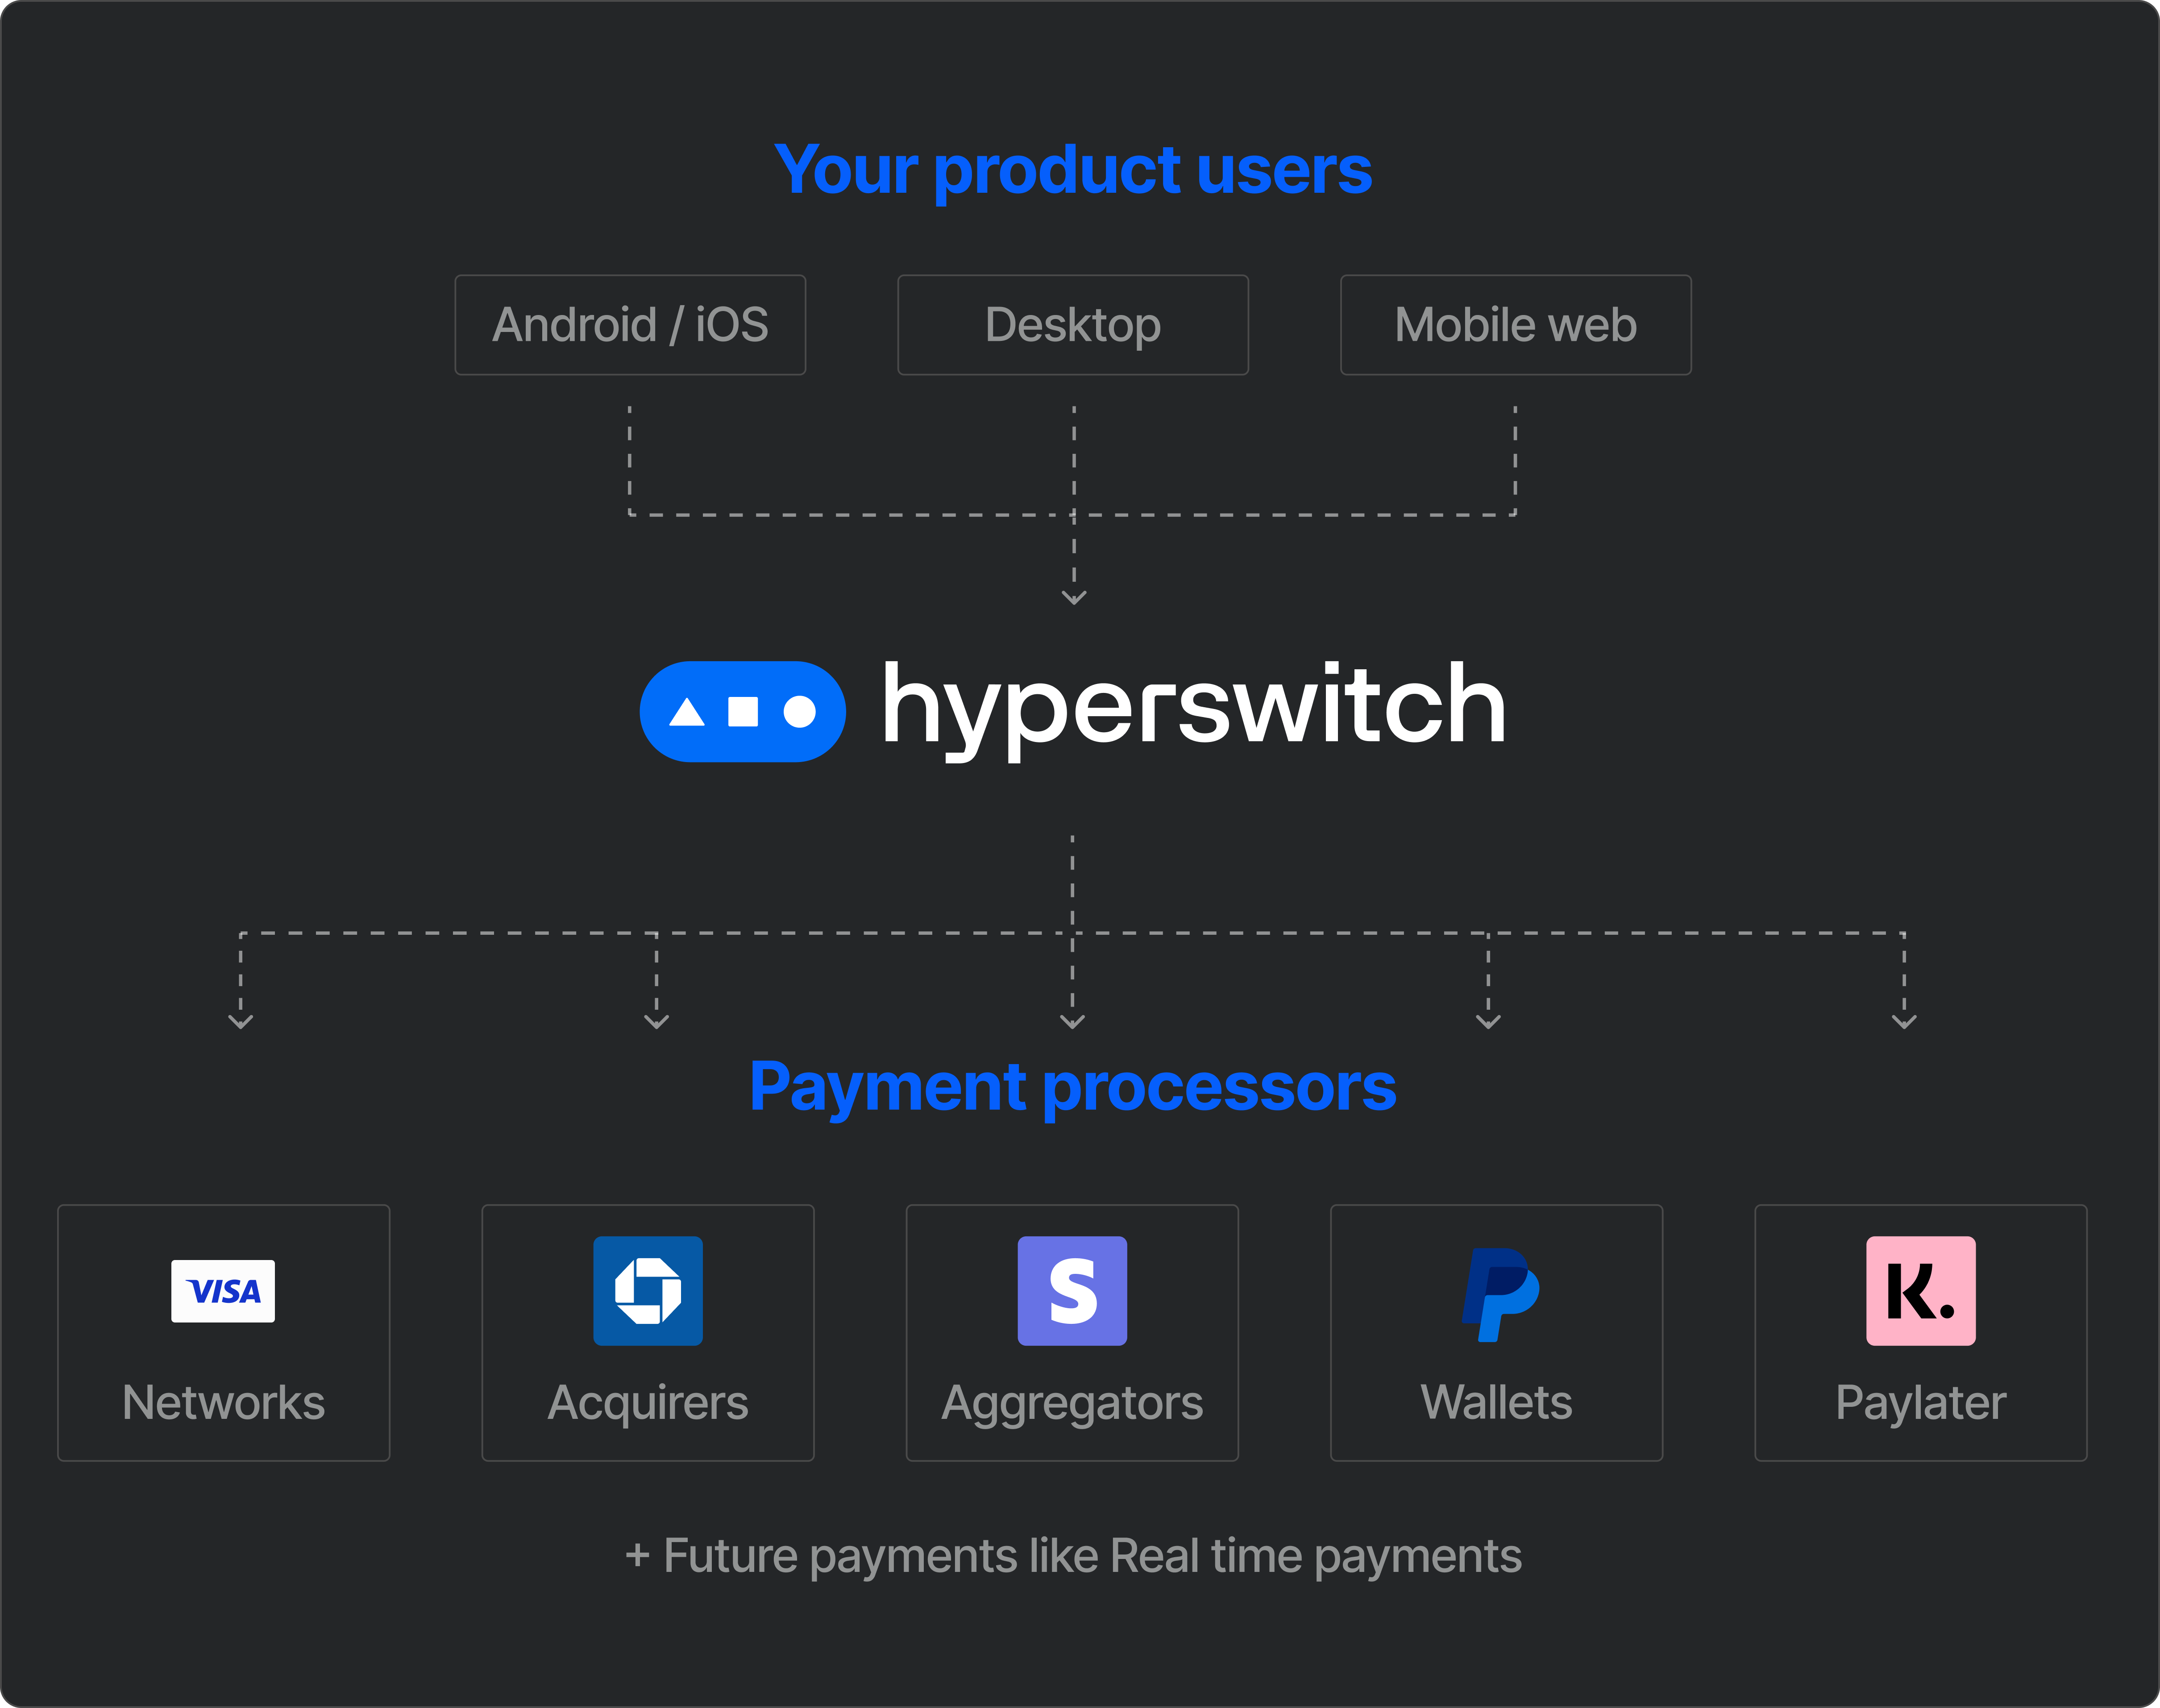 Your product users
Android / iOS
Desktop
Mobile web
hyperswitch
Payment processors
VISA
S
K.
Networks
Acquirers
Aggregators
Wallets
Paylater
+ Future payments like Real time payments